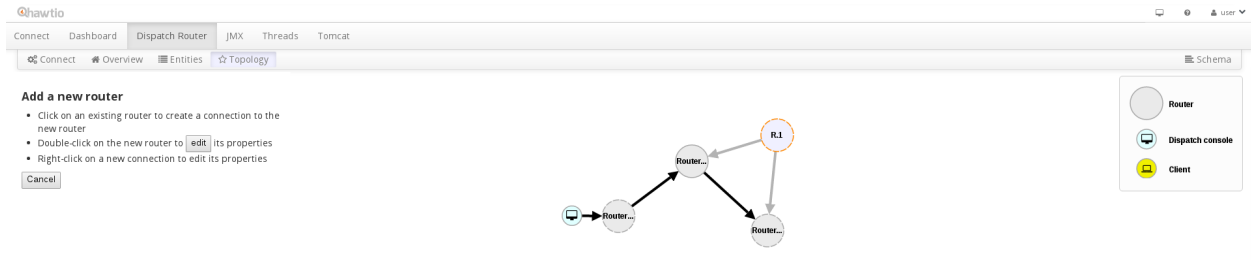 hawtio
user
Connect Dashboard Dispatch Router JMX Threads Tomcat
Connect Overview Entities Topology Schema
Add a new router
Click on an existing router to create a connection to the
new router
Double-click on the new router to edit its properties
Right-click on a new connection to edit its properties
Cancel
R.1
Router...
Router...
Router...
Router
Dispatch console
Client